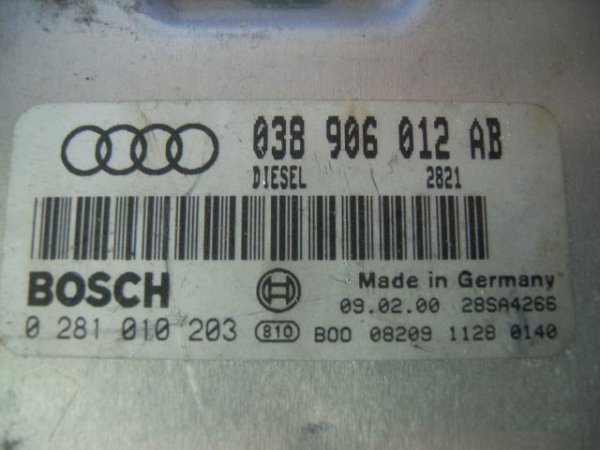 038 906 012 AB
DIESEL 2821
BOSCH Made in Germany
09.02.00 28SA4266
0 281 010 203 810 B00 08209 1128 0140